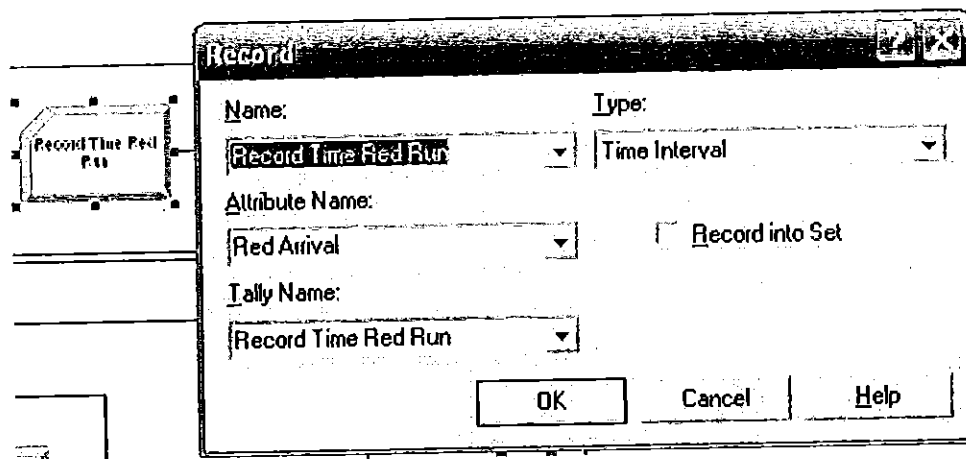 Record
Record Time Red
Run
Name:
Type:
Record Time Red Run
Time Interval
Attribute Name:
Red Arrival
Record into Set
Tally Name:
Record Time Red Run
OK
Cancel
Help